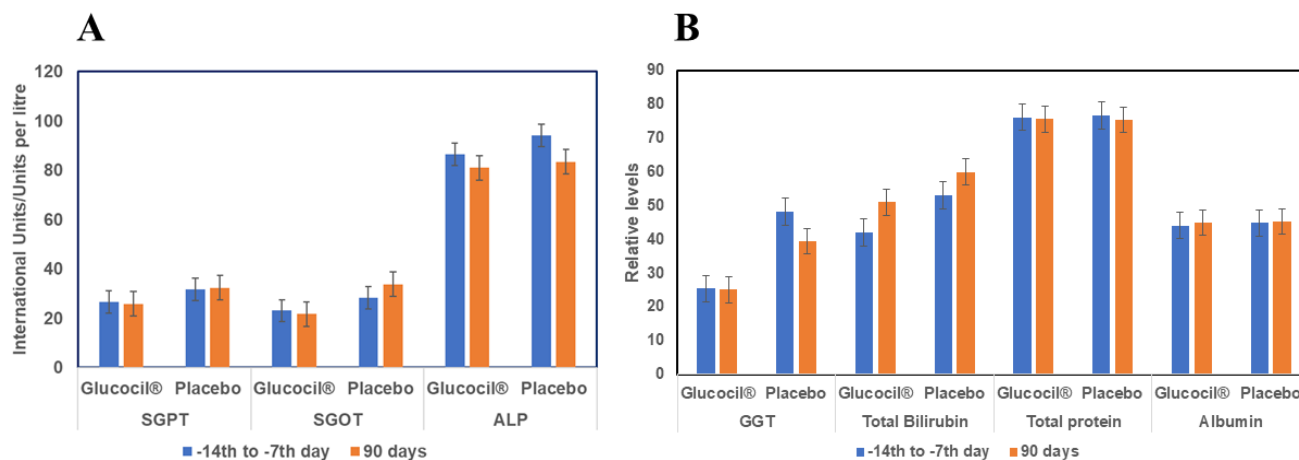 A
International Units/Units per litre
120
100
80
60
40
20
0
Glucocil® Placebo Glucocil® Placebo Glucocil® Placebo
SGPT SGOT ALP
-14th to -7th day 90 days
B
Relative levels
90
80
70
60
50
40
30
20
10
0
Glucocil® Placebo Glucocil® Placebo Glucocil® Placebo Glucocil® Placebo
GGT Total Bilirubin Total protein Albumin
-14th to -7th day 90 days